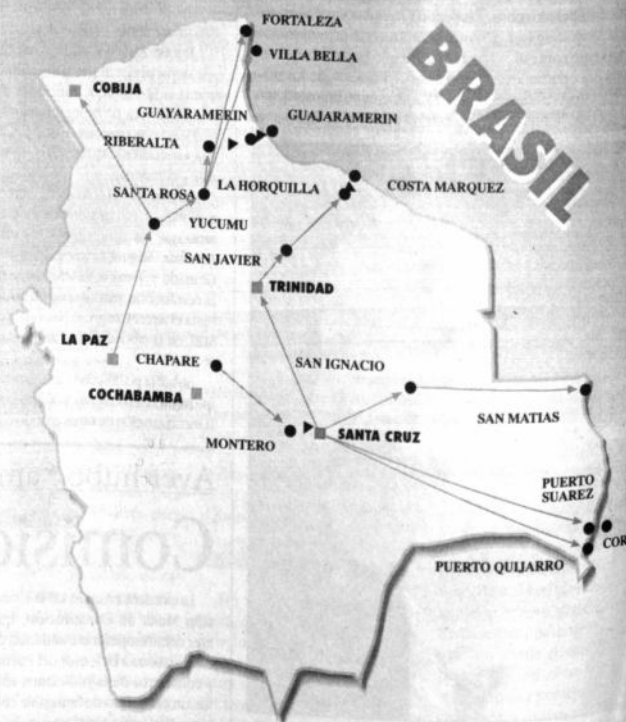 FORTALEZA
VILLA BELLA
BRASIL
COBIJA
GUAYARAMERIN
GUAJARAMERIN
RIBERALTA
SANTA ROSA
LA HORQUILLA
COSTA MARQUEZ
YUCUMU
SAN JAVIER
TRINIDAD
LA PAZ
CHAPARE
SAN IGNACIO
COCHABAMBA
SAN MATIAS
MONTERO
SANTA CRUZ
PUERTO
SUAREZ
COR
PUERTO QUIJARRO